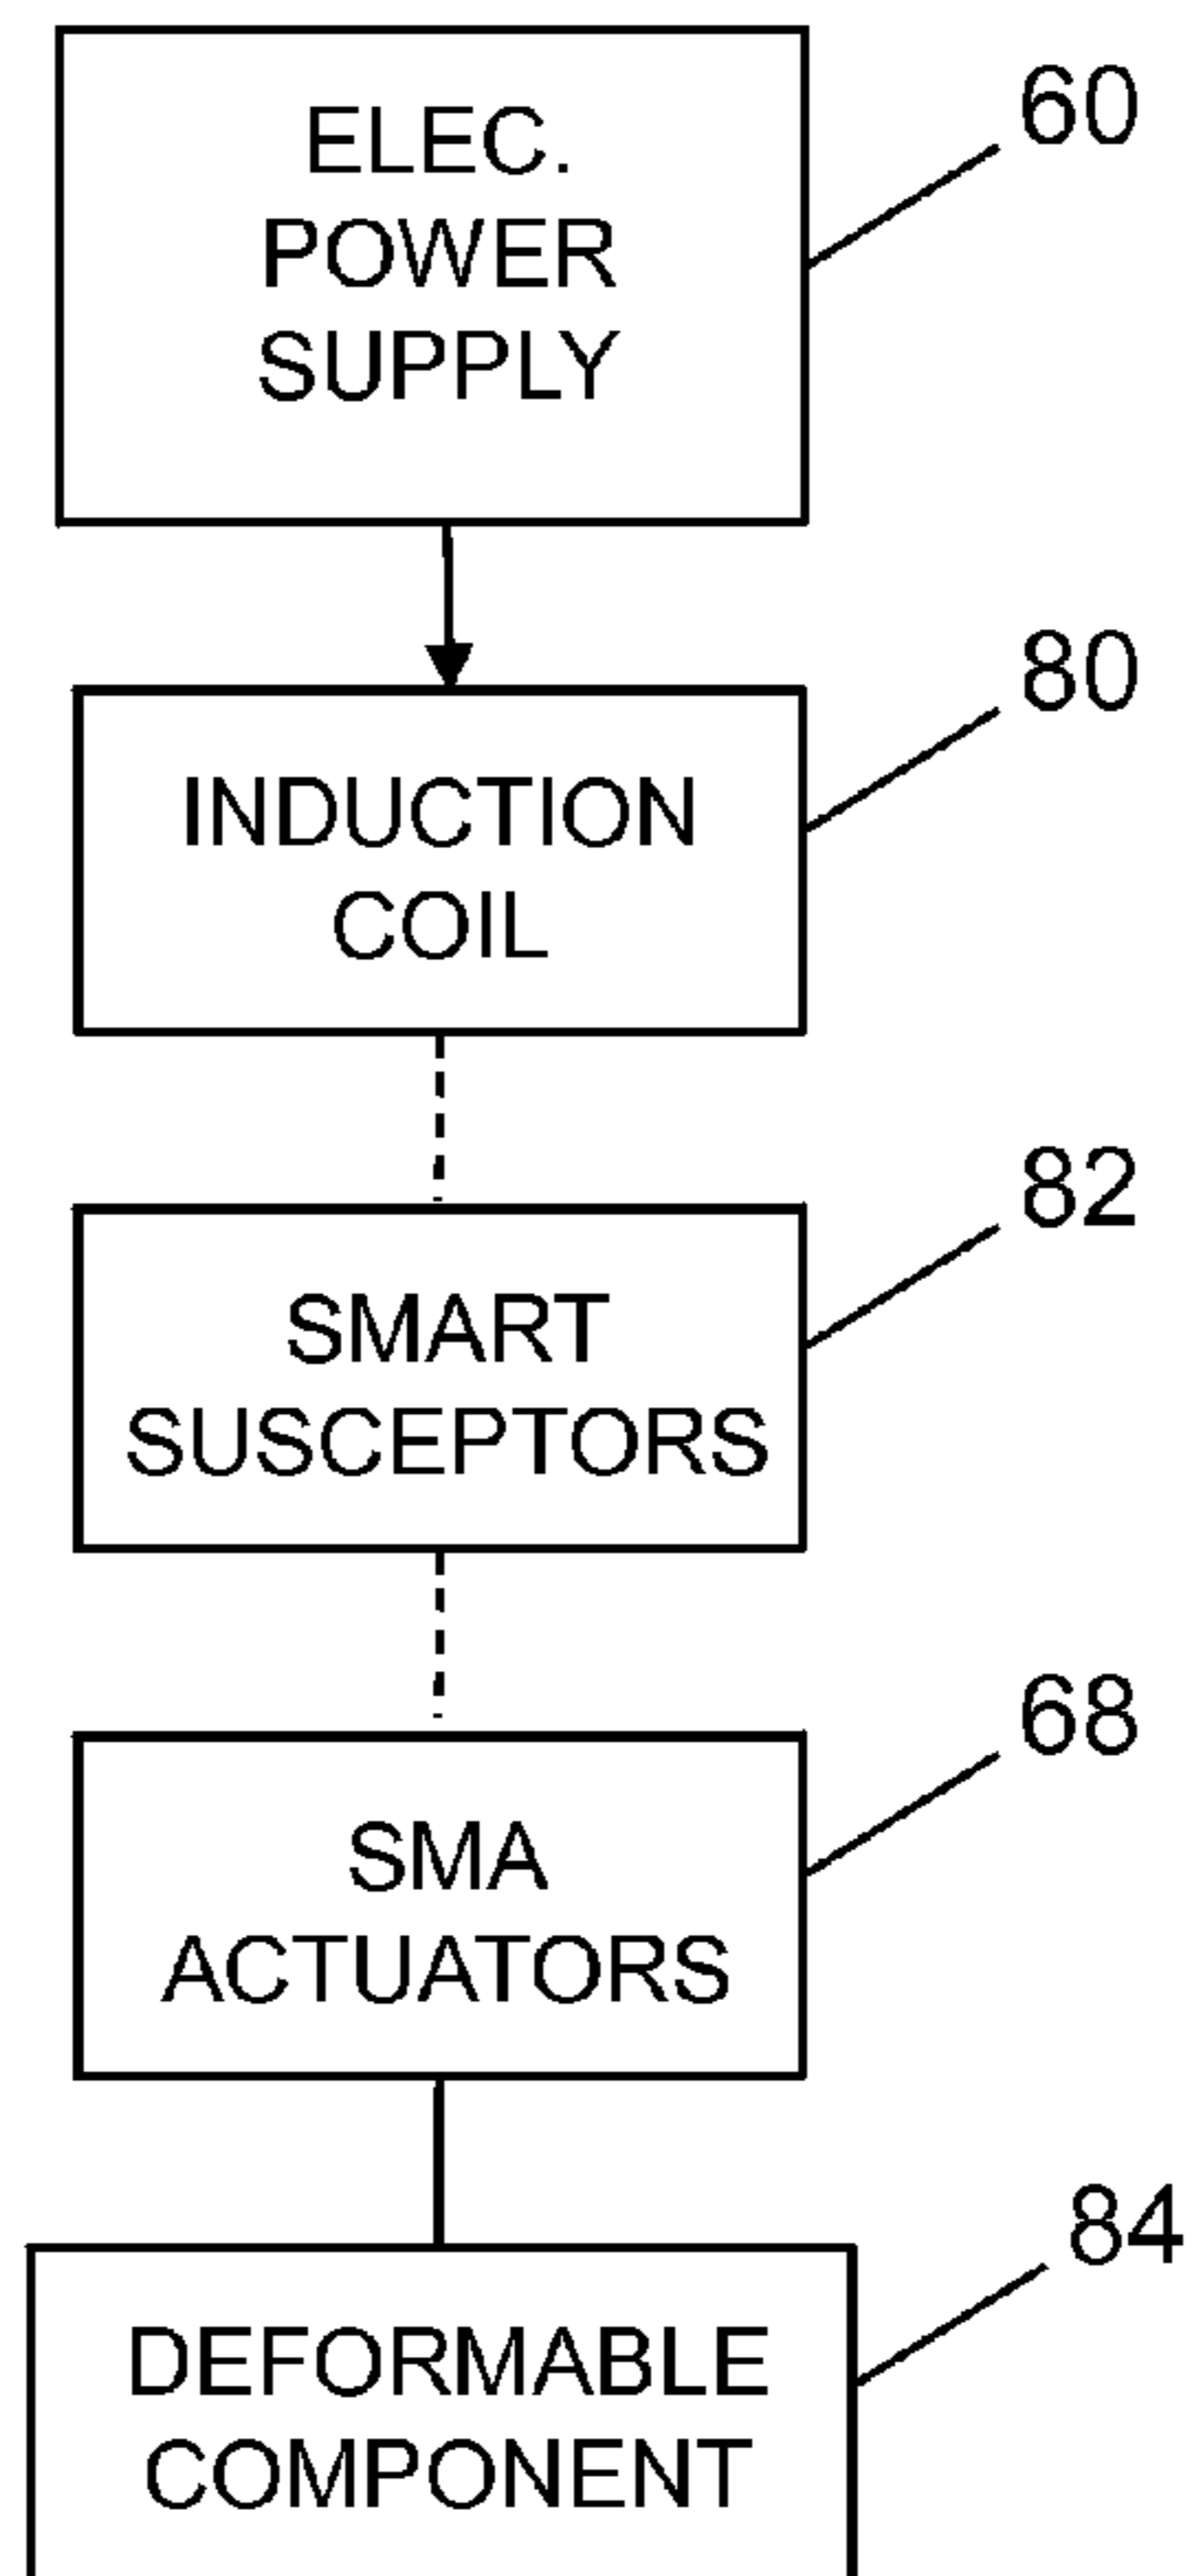 ELEC.
POWER
SUPPLY
60
INDUCTION
COIL
80
SMART
SUSCEPTORS
82
SMA
ACTUATORS
68
DEFORMABLE
COMPONENT
84